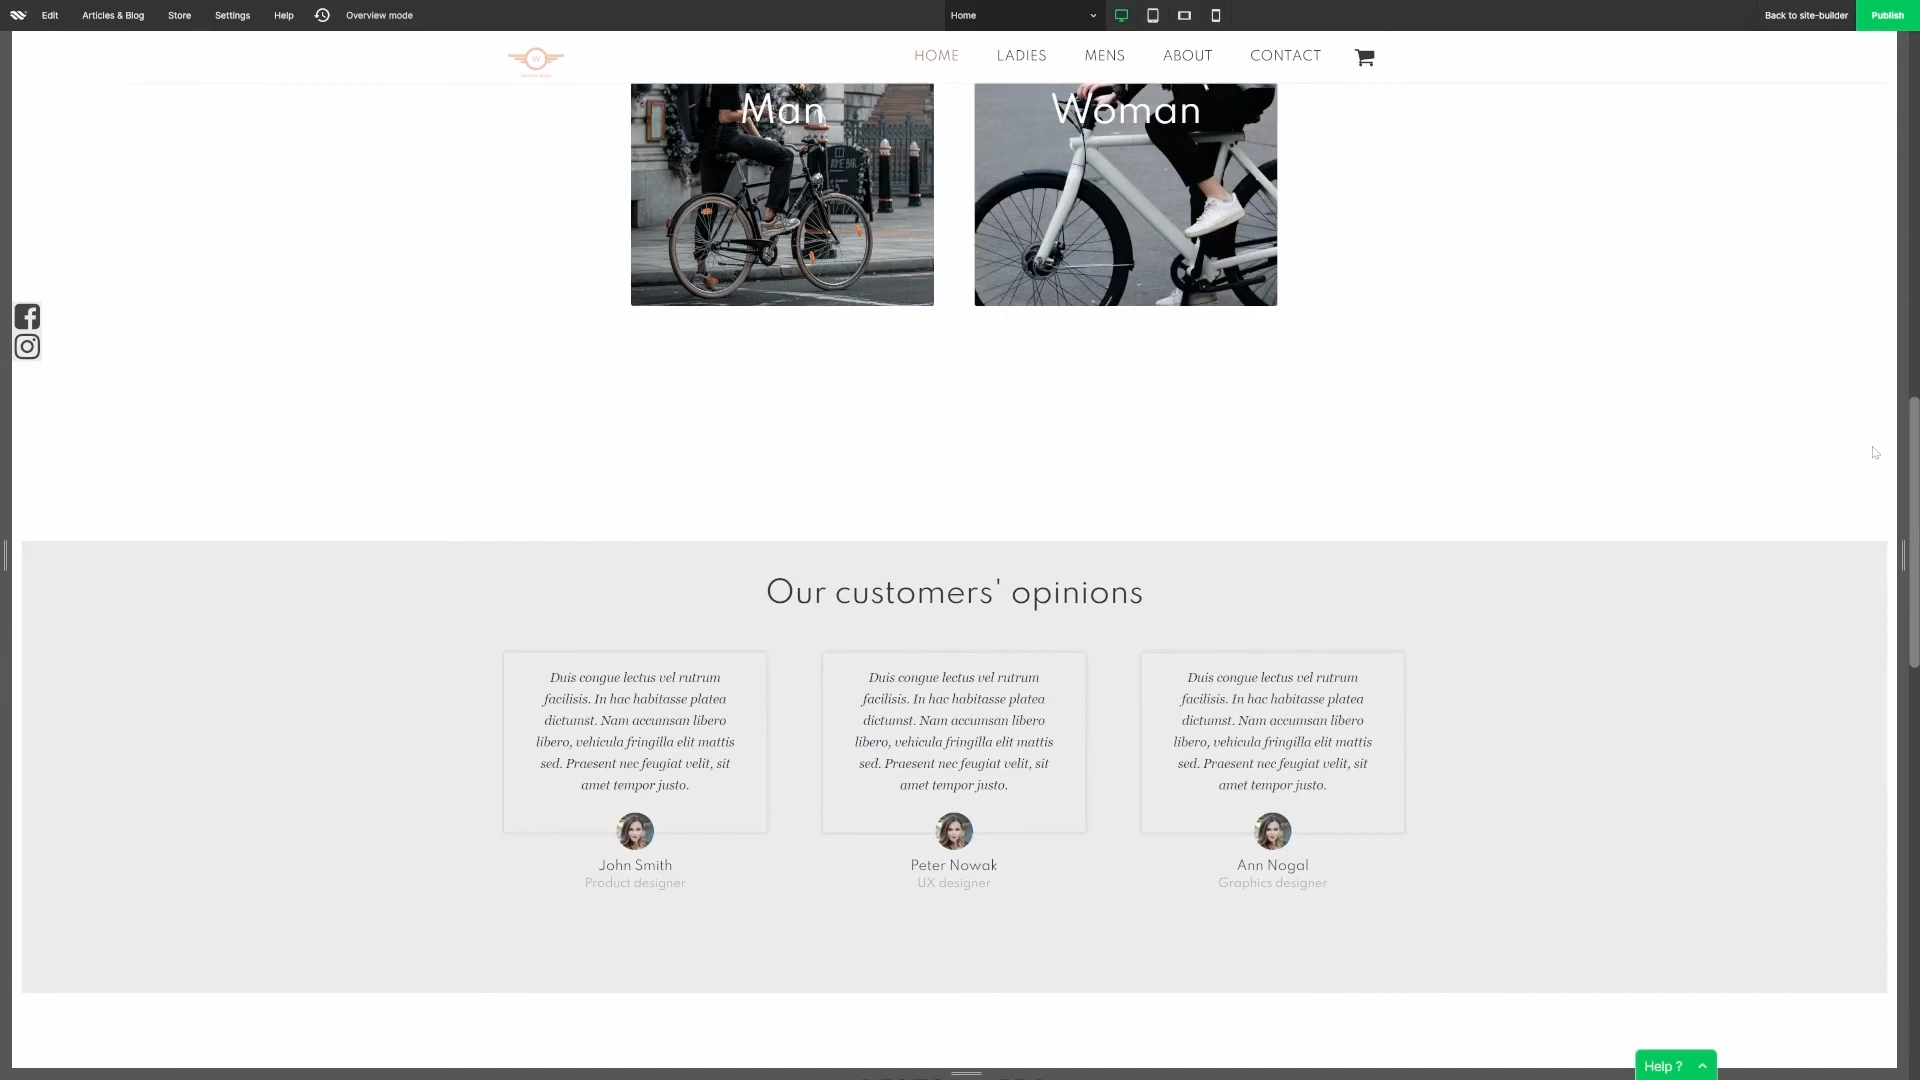 Edit Articles & Blog Store Settings Help Overview mode Home Back to site-builder Publish
W
HOME LADIES MENS ABOUT CONTACT
Man
Woman
Our customers' opinions
Duis congue lectus vel rutrum
facilisis. In hac habitasse platea
dictumst. Nam accumsan libero
libero, vehicula fringilla elit mattis
sed. Praesent nec feugiat velit, sit
amet tempor justo.
John Smith
Product designer
Duis congue lectus vel rutrum
facilisis. In hac habitasse platea
dictumst. Nam accumsan libero
libero, vehicula fringilla elit mattis
sed. Praesent nec feugiat velit, sit
amet tempor justo.
Peter Nowak
UX designer
Duis congue lectus vel rutrum
facilisis. In hac habitasse platea
dictumst. Nam accumsan libero
libero, vehicula fringilla elit mattis
sed. Praesent nec feugiat velit, sit
amet tempor justo.
Ann Nogal
Graphics designer
Help ?